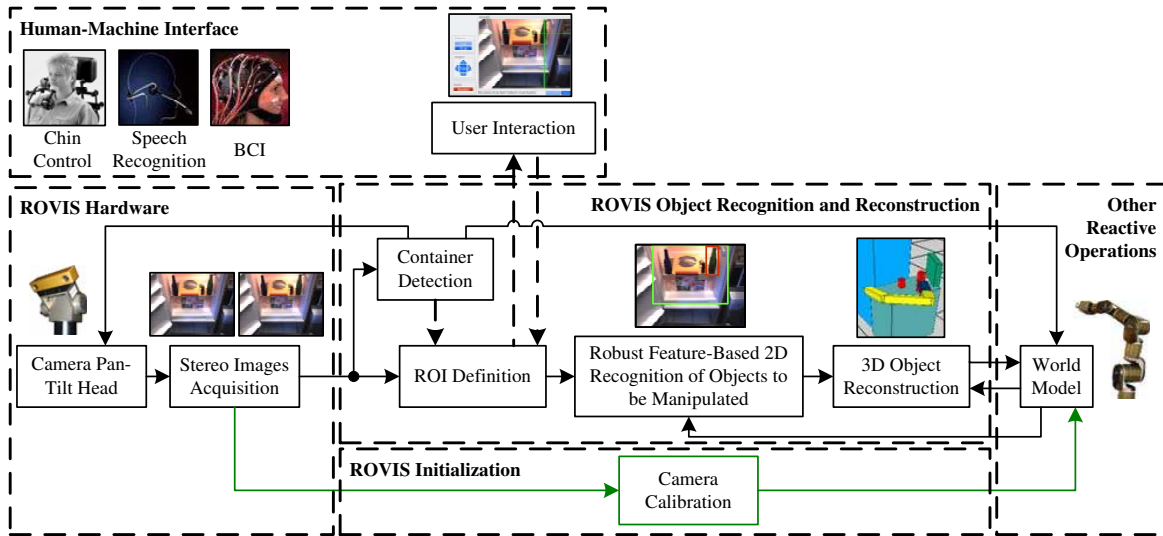 Human-Machine Interface
Chin
Control
Speech
Recognition
BCI
User Interaction
ROVIS Hardware
ROVIS Object Recognition and Reconstruction
Other
Reactive
Operations
Container
Detection
Camera Pan-
Tilt Head
Stereo Images
Acquisition
ROI Definition
Robust Feature-Based 2D
Recognition of Objects to
be Manipulated
3D Object
Reconstruction
World
Model
ROVIS Initialization
Camera
Calibration